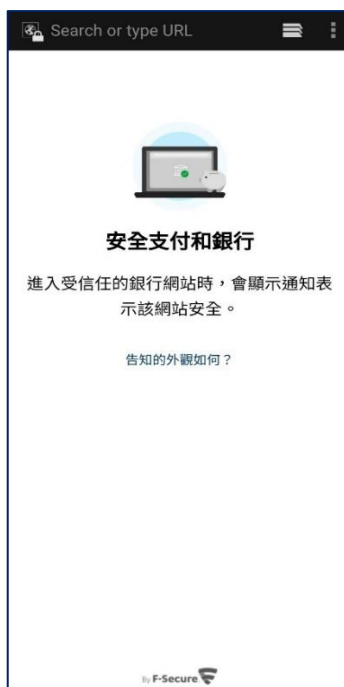 Search or type URL
安全支付和銀行
進入受信任的銀行網站時，會顯示通知表
示該網站安全。
告知的外觀如何？
By F-Secure